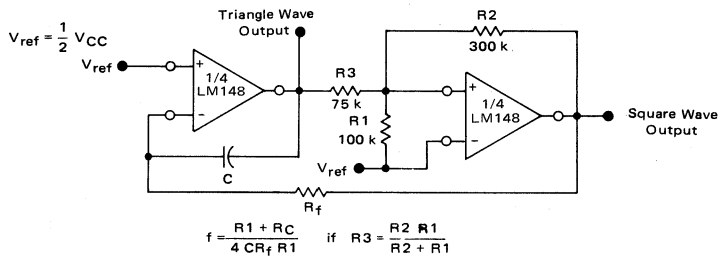 Triangle Wave
Output
V_ref = 1/2 V_CC
V_ref
+
1/4
LM148
−
C
R3
75 k
R1
100 k
V_ref
R2
300 k
+
1/4
LM148
−
Square Wave
Output
R_f
f = (R1 + R_C)/(4 CR_f R1) if R3 = (R2 R1)/(R2 + R1)